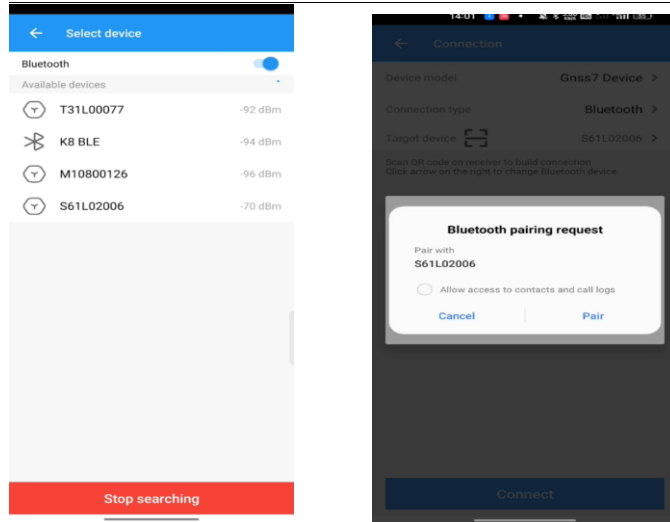 Select device
Bluetooth
Available devices
T31L00077 -92 dBm
K8 BLE -94 dBm
M10800126 -96 dBm
S61L02006 -70 dBm
Stop searching
14:01
Connection
Device model Gnss7 Device
Connection type Bluetooth
Target device S61L02006
Scan QR code on receiver to build connection
Click arrow on the right to change Bluetooth device.
Bluetooth pairing request
Pair with
S61L02006
Allow access to contacts and call logs
Cancel Pair
Connect